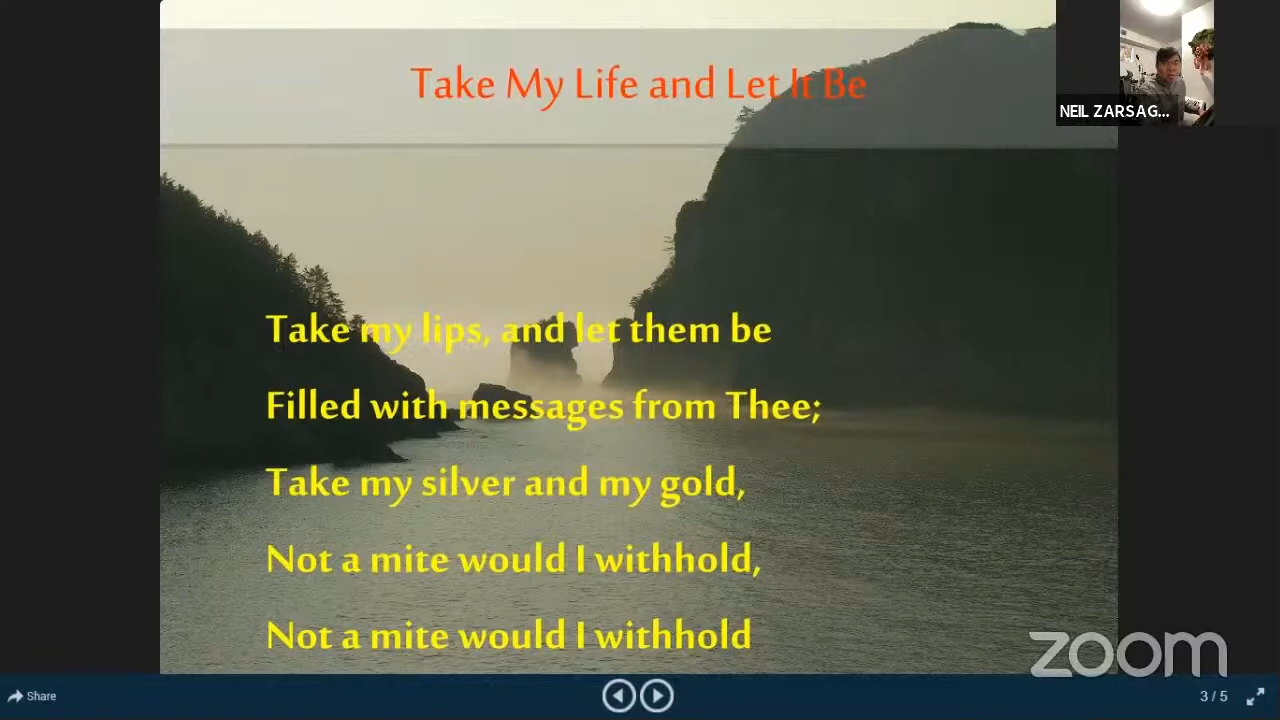 Take My Life and Let It Be
NEIL ZARSAG...
Take my lips, and let them be
Filled with messages from Thee;
Take my silver and my gold,
Not a mite would I withhold,
Not a mite would I withhold
zoom
Share
3 / 5